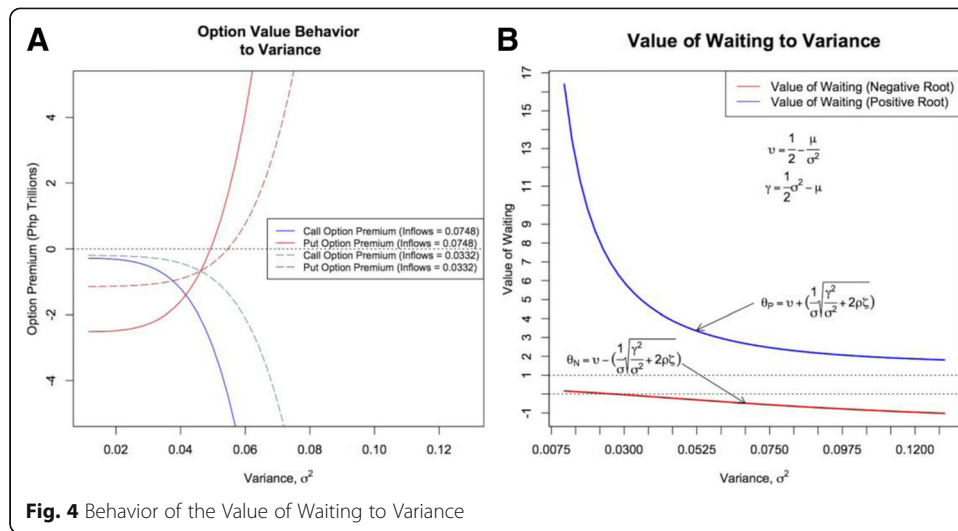 A
Option Value Behavior
to Variance
Option Premium (Php Trillions)
4
2
0
-2
-4
Call Option Premium (Inflows = 0.0748)
Put Option Premium (Inflows = 0.0748)
Call Option Premium (Inflows = 0.0332)
Put Option Premium (Inflows = 0.0332)
0.02 0.04 0.06 0.08 0.10 0.12
Variance, σ²
B
Value of Waiting to Variance
Value of Waiting
17
15
13
11
9
8
7
6
5
4
3
2
1
-1
Value of Waiting (Negative Root)
Value of Waiting (Positive Root)
υ = 1/2 − μ/σ²
γ = 1/2σ² − μ
θP = υ + (1/σ√γ²/σ² + 2ρζ)
θN = υ − (1/σ√γ²/σ² + 2ρζ)
0.0075 0.0300 0.0525 0.0750 0.0975 0.1200
Variance, σ²
Fig. 4 Behavior of the Value of Waiting to Variance